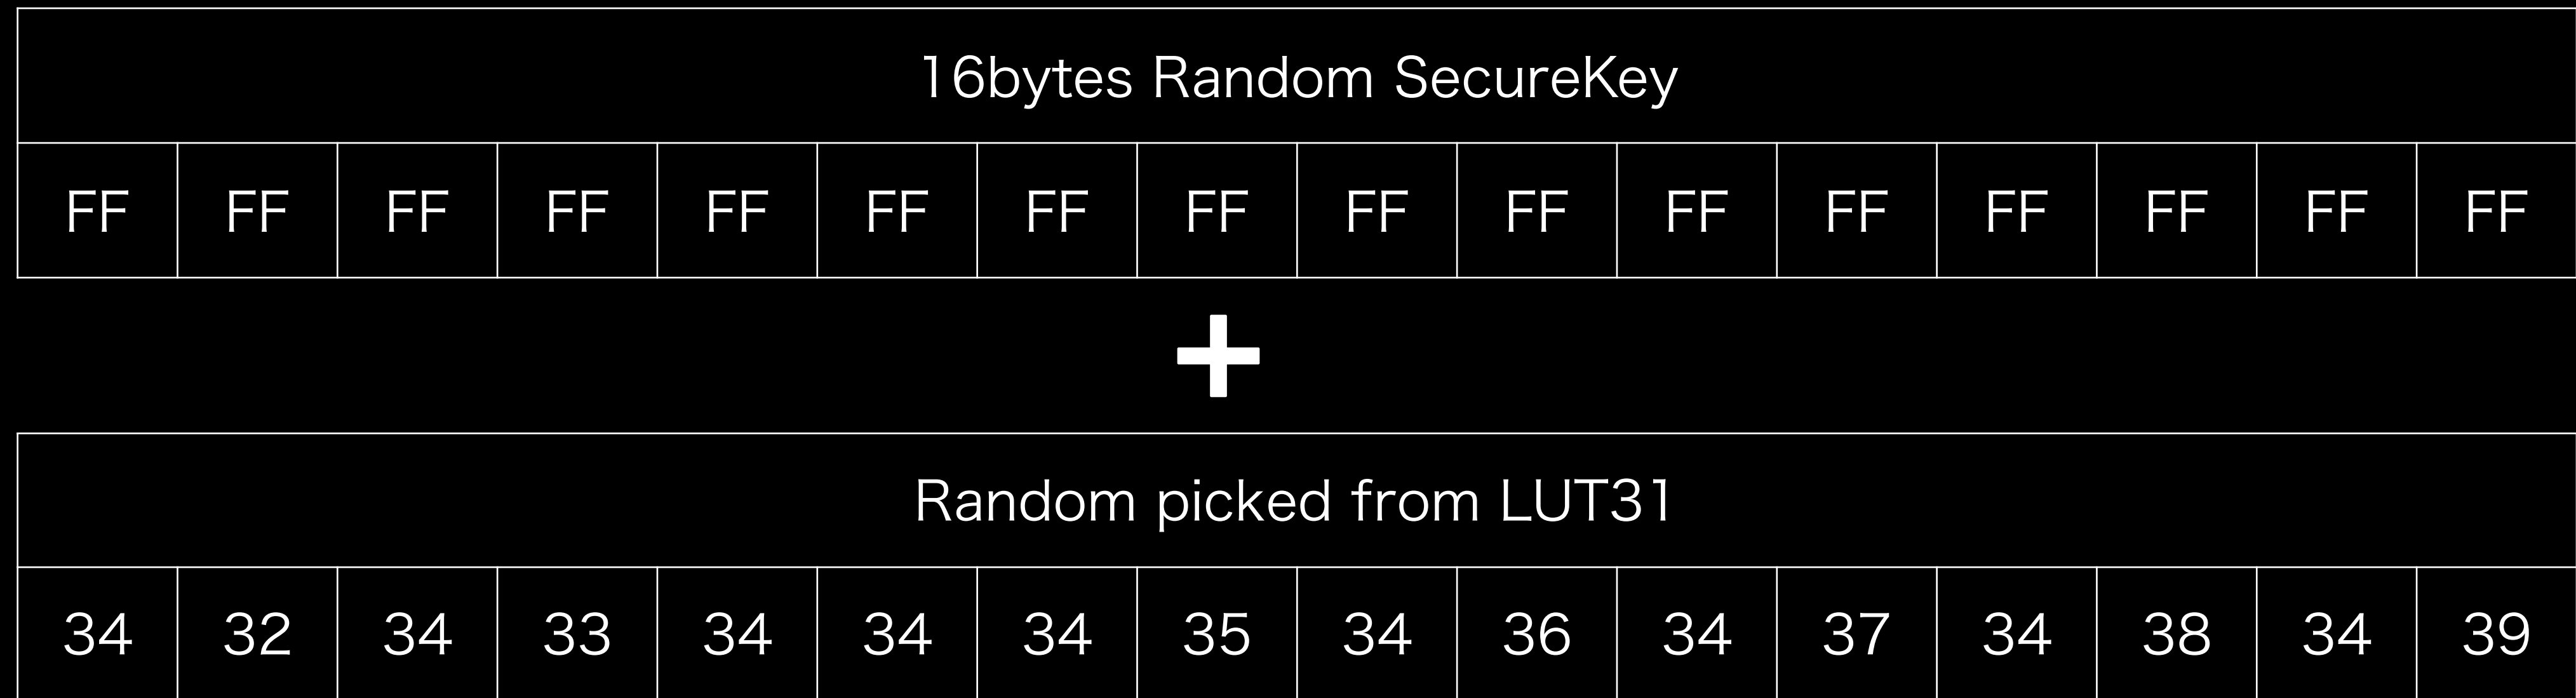 16bytes Random SecureKey
FF FF FF FF FF FF FF FF FF FF FF FF FF FF FF FF
+
Random picked from LUT31
34 32 34 33 34 34 34 35 34 36 34 37 34 38 34 39